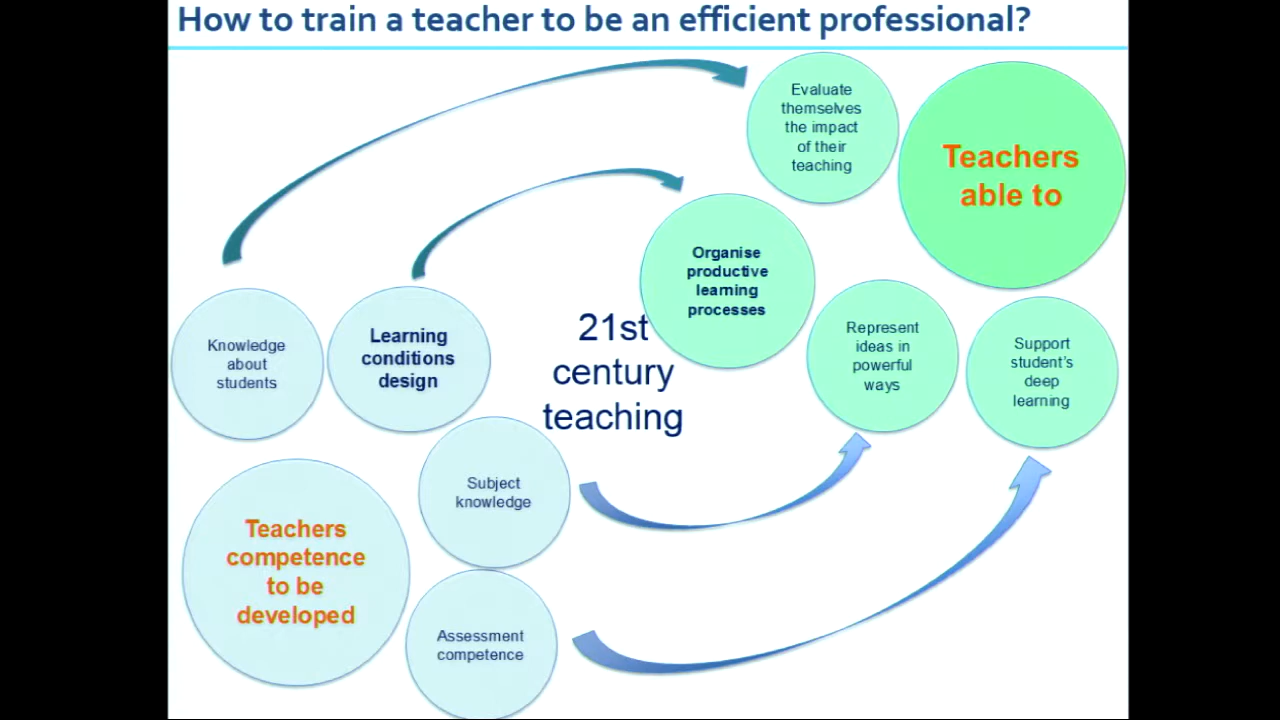 How to train a teacher to be an efficient professional?
Evaluate
themselves
the impact
of their
teaching
Teachers
able to
Organise
productive
learning
processes
Represent
ideas in
powerful
ways
Support
student's
deep
learning
21st
century
teaching
Knowledge
about
students
Learning
conditions
design
Subject
knowledge
Teachers
competence
to be
developed
Assessment
competence